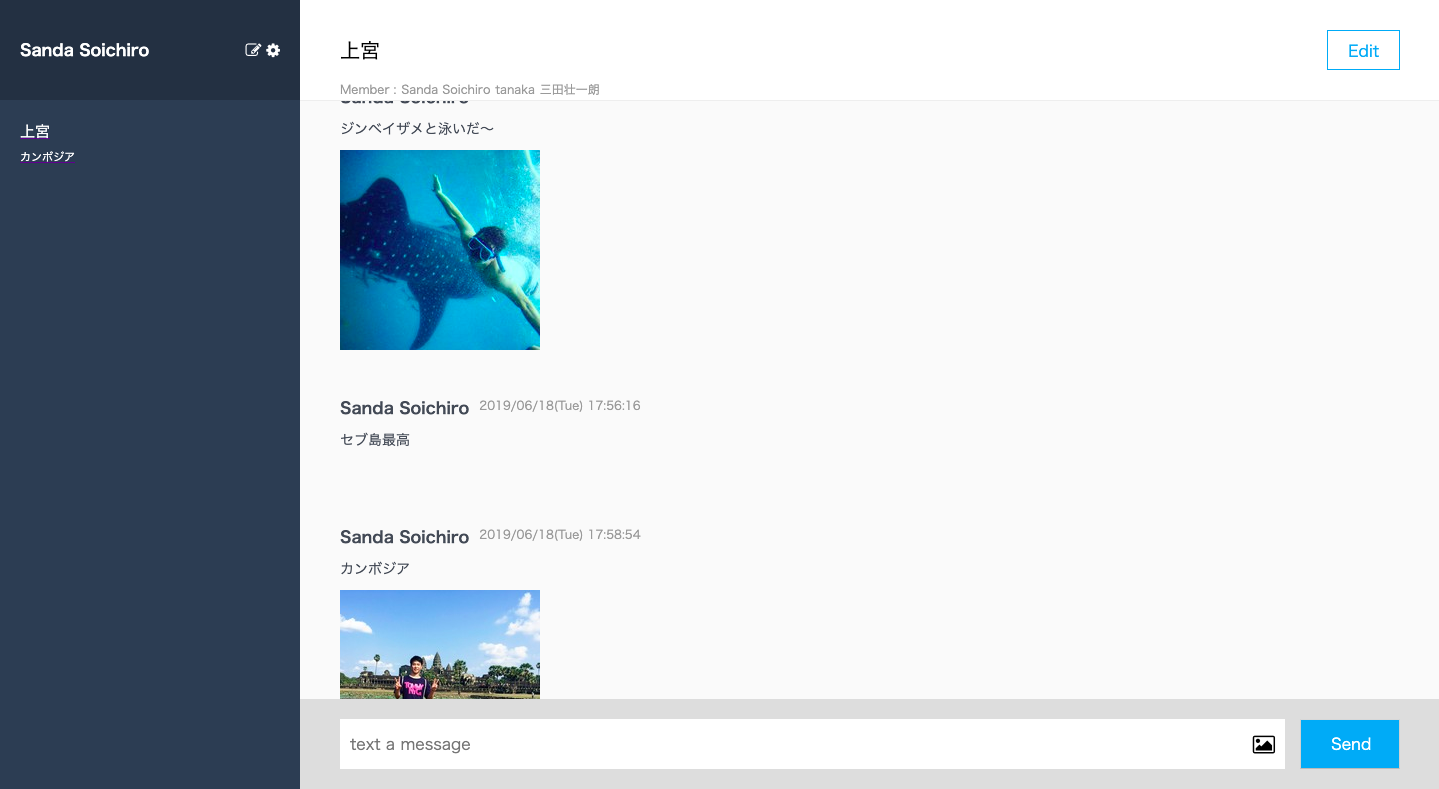 Sanda Soichiro
上宮
カンボジア
上宮
Edit
Member : Sanda Soichiro tanaka 三田壮一朗
Sanda Soichiro
ジンベイザメと泳いだ〜
Sanda Soichiro 2019/06/18(Tue) 17:56:16
セブ島最高
Sanda Soichiro 2019/06/18(Tue) 17:58:54
カンボジア
text a message
Send